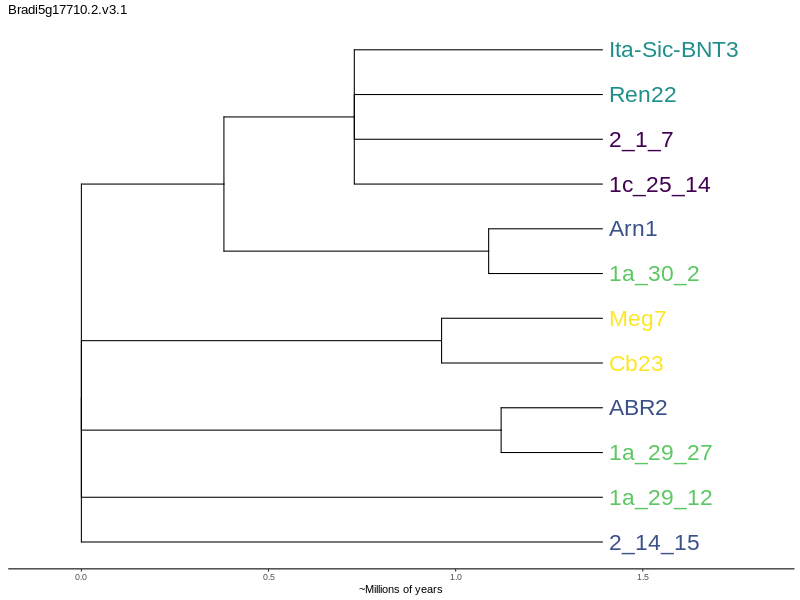 Bradi5g17710.2.v3.1
Ita-Sic-BNT3
Ren22
2_1_7
1c_25_14
Arn1
1a_30_2
Meg7
Cb23
ABR2
1a_29_27
1a_29_12
2_14_15
0.0 0.5 1.0 1.5
~Millions of years